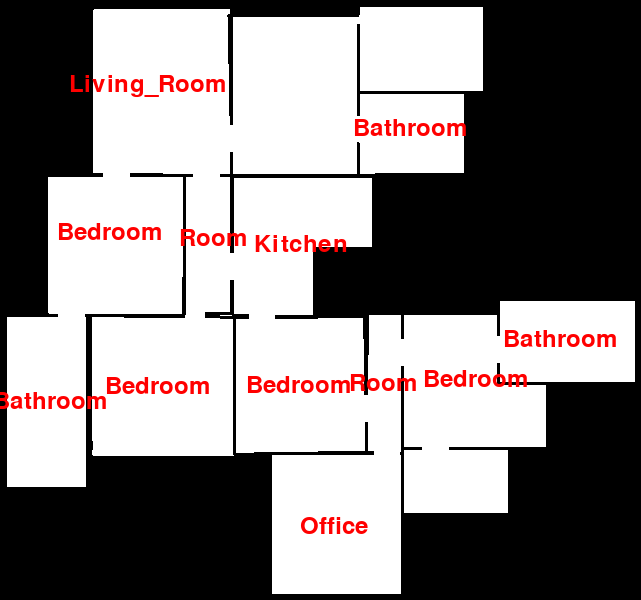 Living_Room
Bathroom
Bedroom
Room
Kitchen
Bathroom
Bedroom
Bedroom
Room
Bedroom
Bathroom
Office